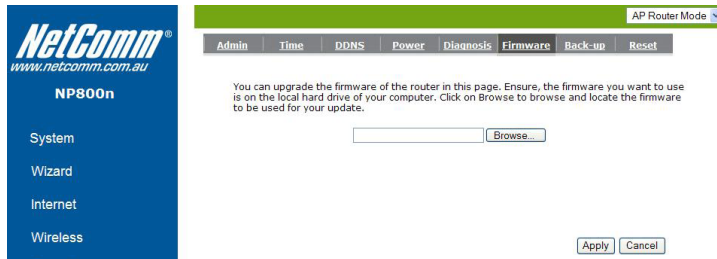 AP Router Mode
NetComm®
www.netcomm.com.au
NP800n
System
Wizard
Internet
Wireless
Admin Time DDNS Power Diagnosis Firmware Back-up Reset
You can upgrade the firmware of the router in this page. Ensure, the firmware you want to use
is on the local hard drive of your computer. Click on Browse to browse and locate the firmware
to be used for your update.
Browse...
Apply Cancel